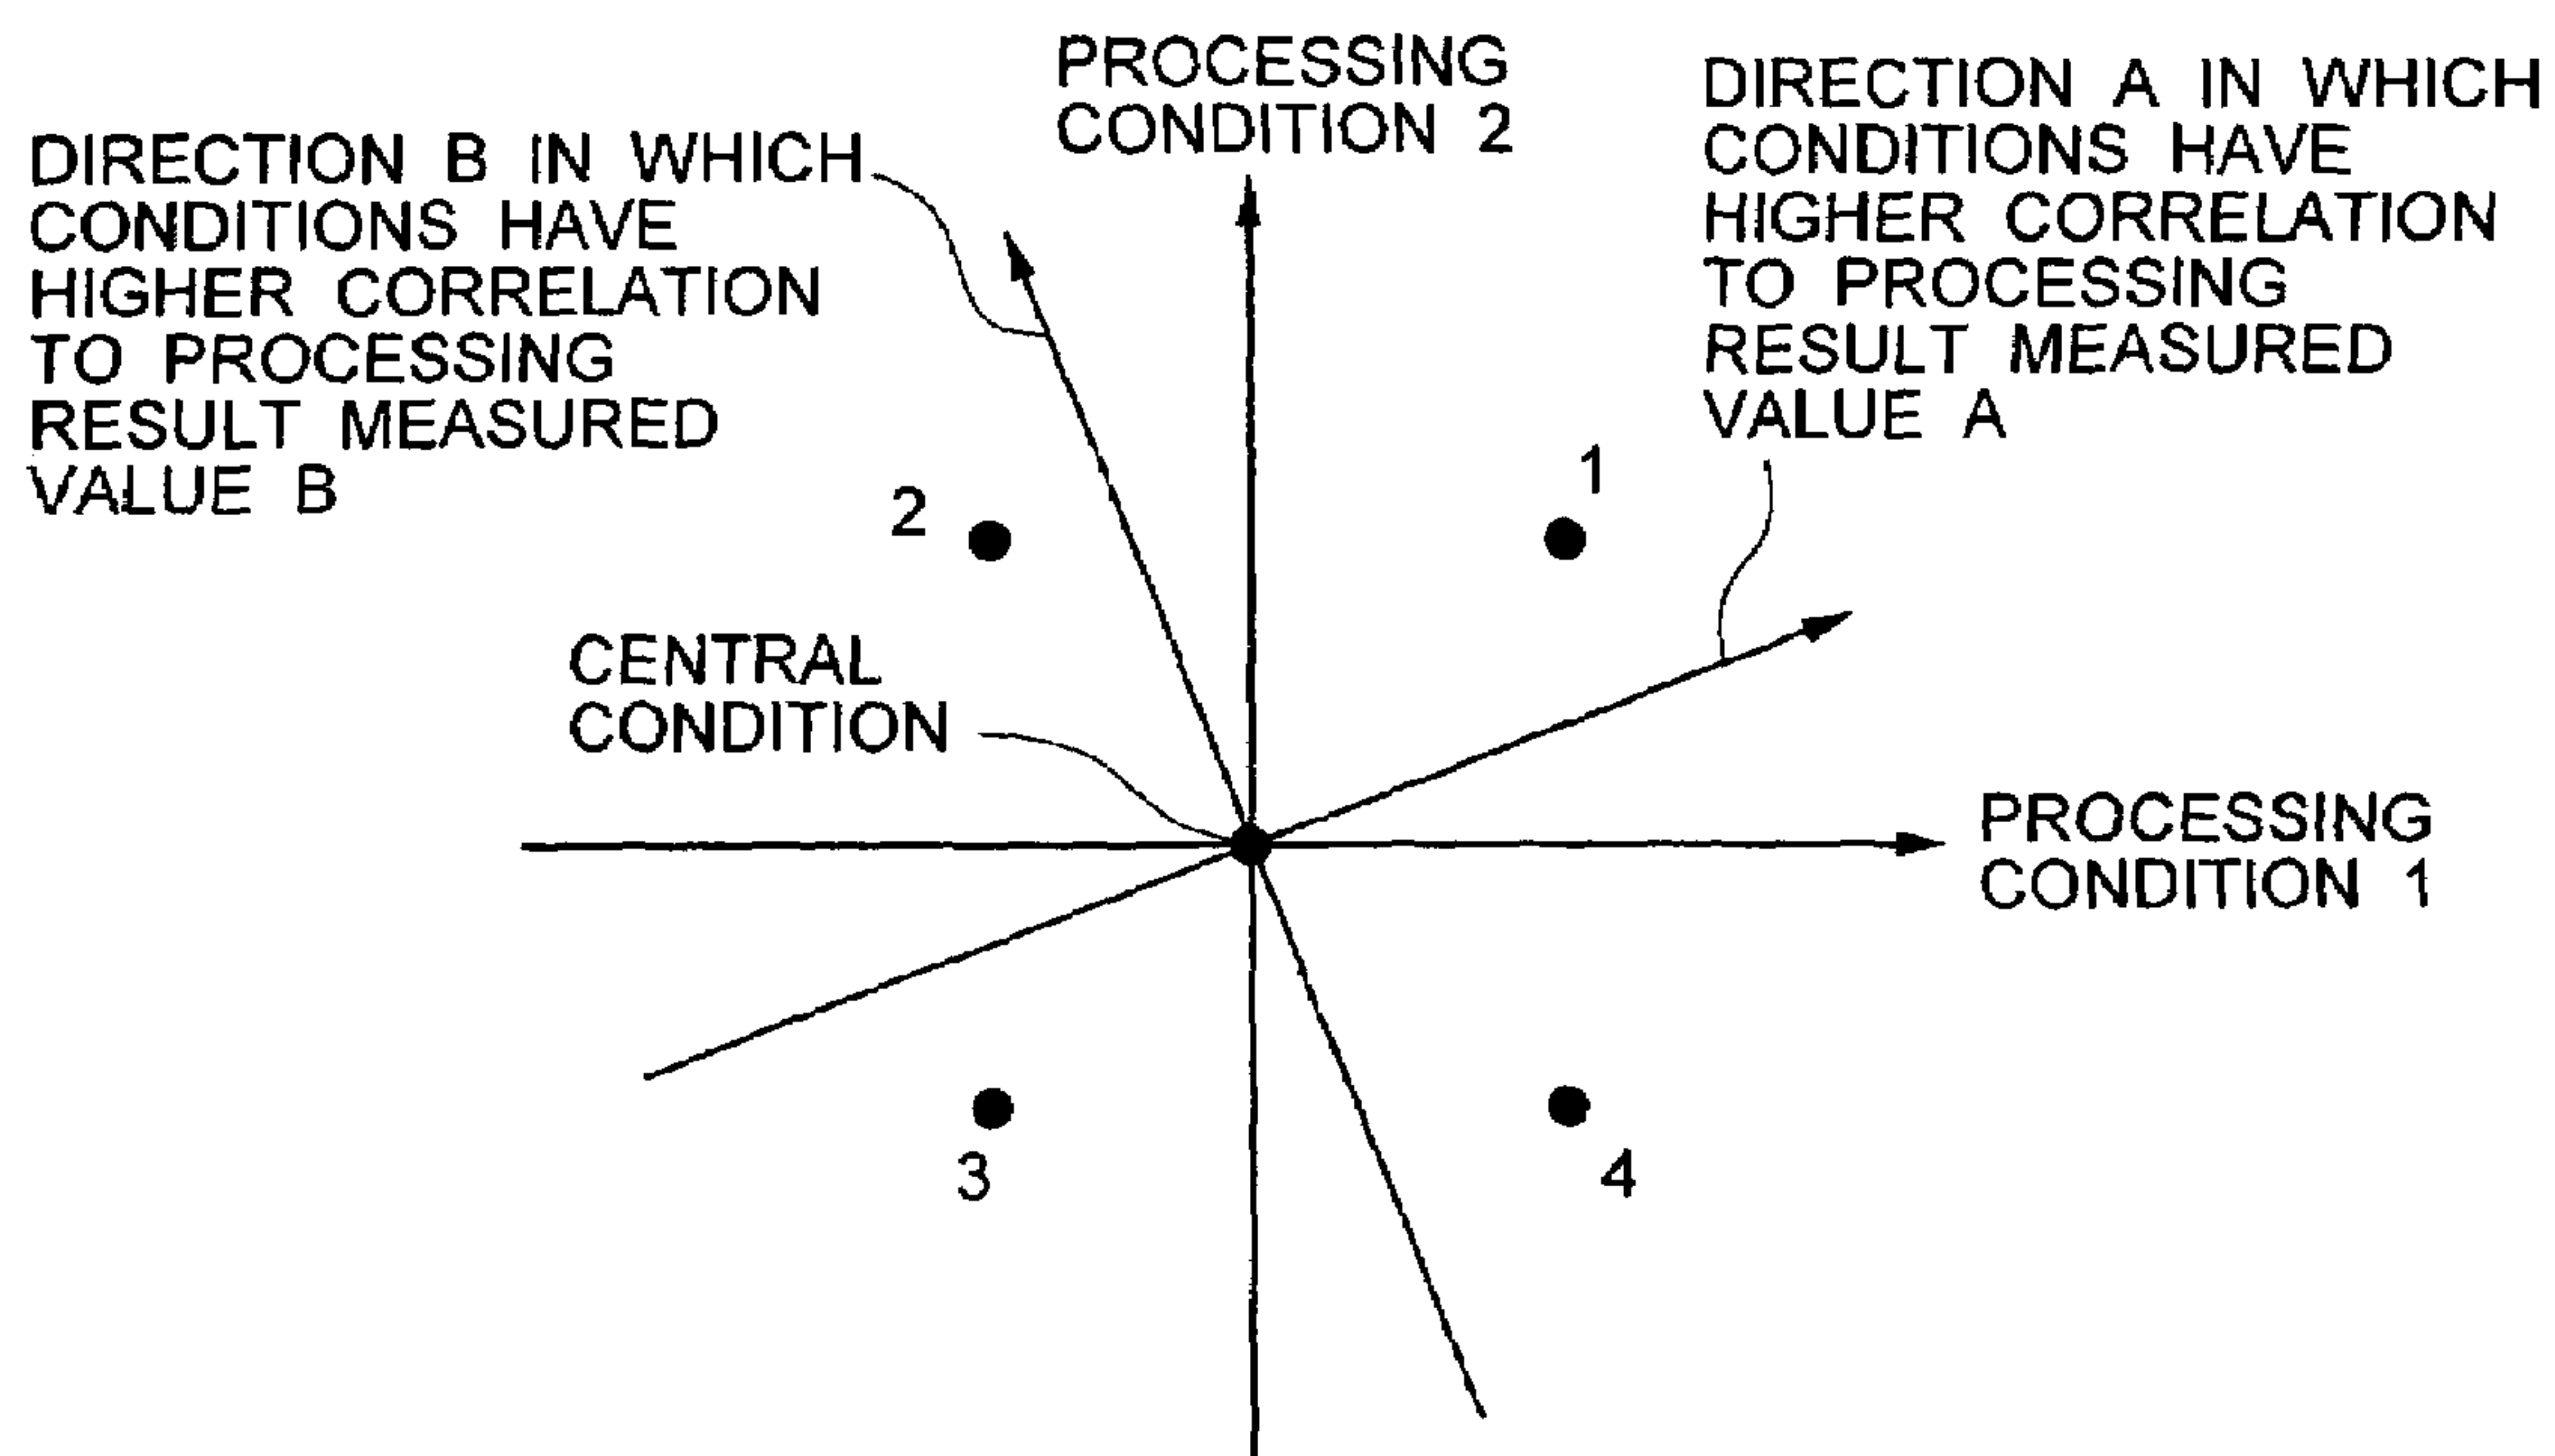 PROCESSING
CONDITION 2
DIRECTION A IN WHICH
CONDITIONS HAVE
HIGHER CORRELATION
TO PROCESSING
RESULT MEASURED
VALUE A
DIRECTION B IN WHICH
CONDITIONS HAVE
HIGHER CORRELATION
TO PROCESSING
RESULT MEASURED
VALUE B
1
2
CENTRAL
CONDITION
PROCESSING
CONDITION 1
3
4